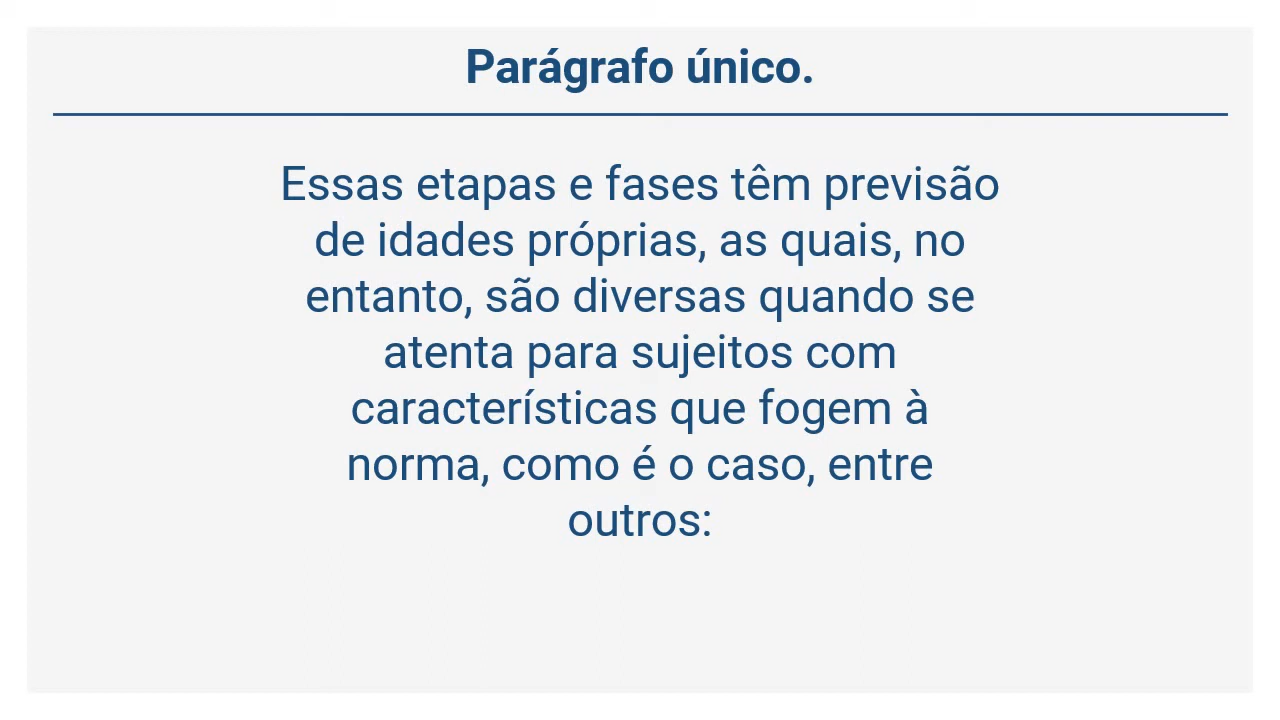 Parágrafo único.
Essas etapas e fases têm previsão
de idades próprias, as quais, no
entanto, são diversas quando se
atenta para sujeitos com
características que fogem à
norma, como é o caso, entre
outros: